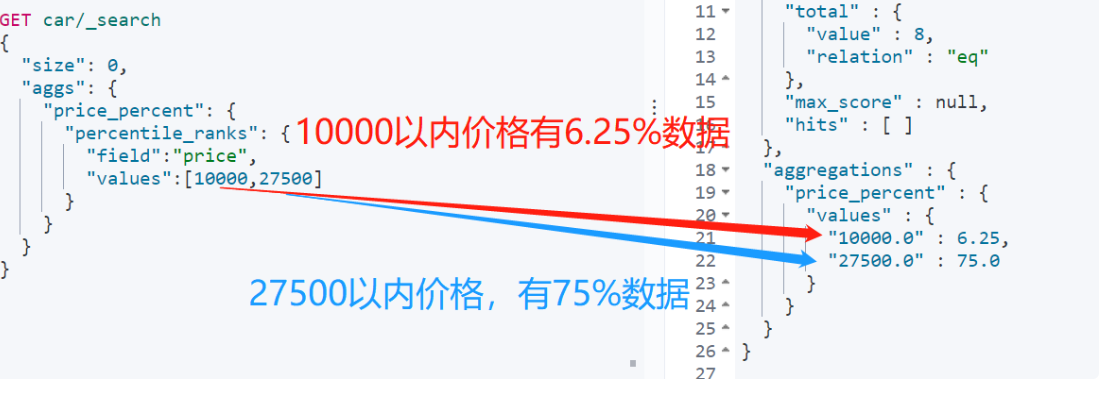 GET car/_search
{
  "size": 0,
  "aggs": {
    "price_percent": {
      "percentile_ranks": {
        "field":"price",
        "values":[10000,27500]
      }
    }
  }
}
10000以内价格有6.25%数据
27500以内价格，有75%数据
11 "total" : {
12 "value" : 8,
13 "relation" : "eq"
14 },
15 "max_score" : null,
"hits" : [ ]
17 },
18 "aggregations" : {
19 "price_percent" : {
20 "values" : {
21 "10000.0" : 6.25,
22 "27500.0" : 75.0
23 }
24 }
25 }
26 }
27